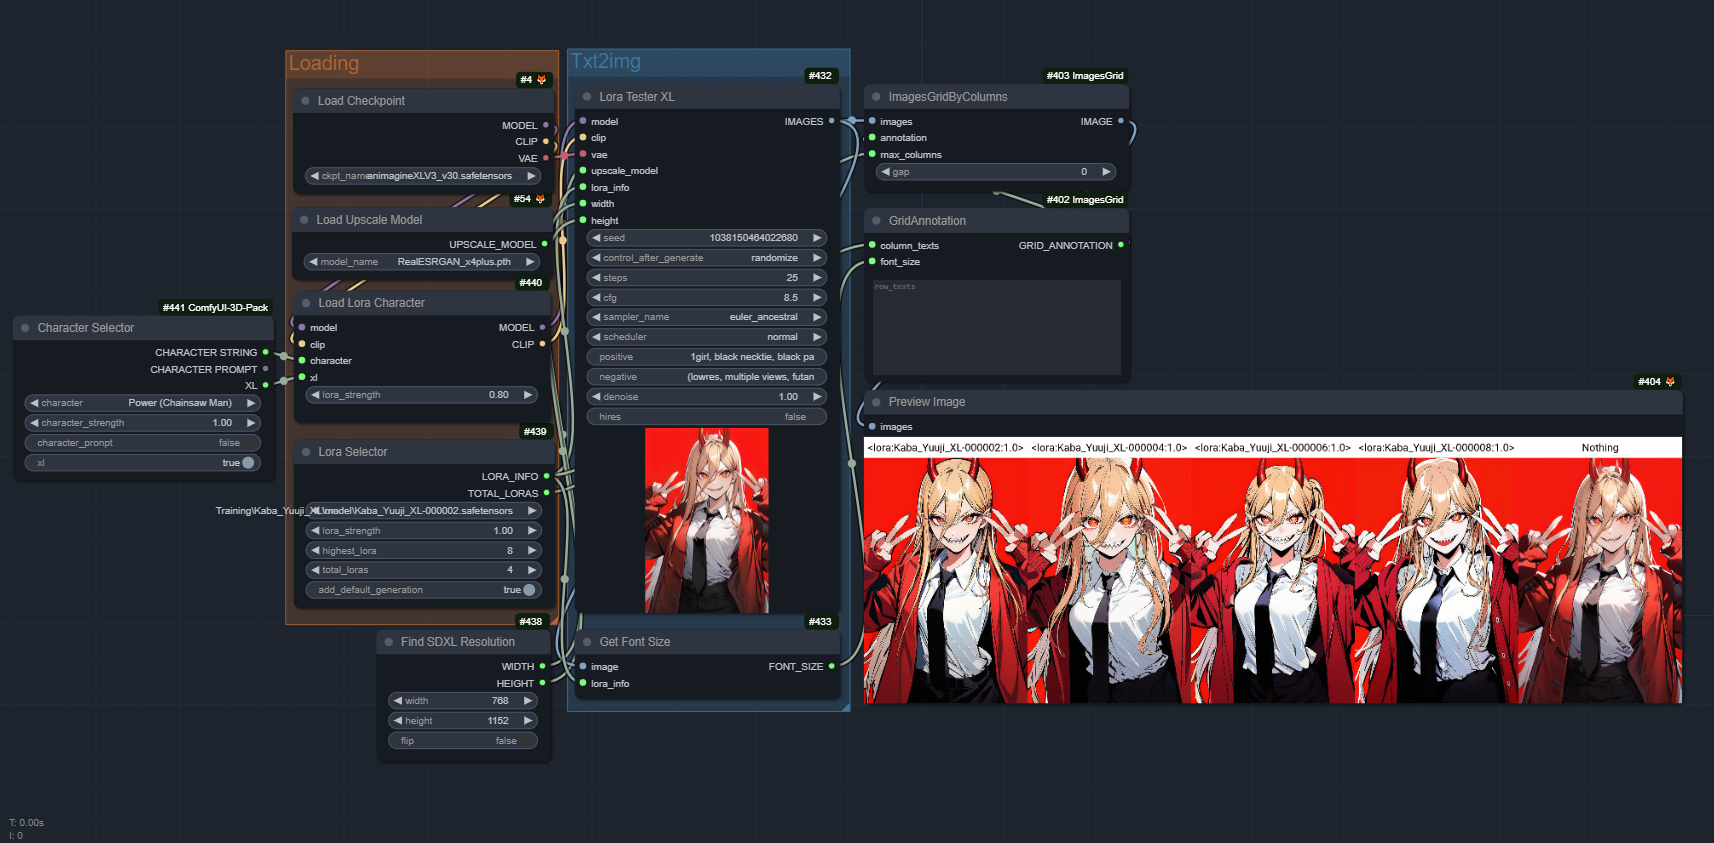 Loading
#4
Load Checkpoint
MODEL
CLIP
VAE
ckpt_name animagineXLV3_v30.safetensors
#54
Load Upscale Model
UPSCALE_MODEL
model_name RealESRGAN_x4plus.pth
#440
Load Lora Character
model MODEL
clip CLIP
character
xl
lora_strength 0.80
#441 ComfyUI-3D-Pack
Character Selector
CHARACTER STRING
CHARACTER PROMPT
XL
character Power (Chainsaw Man)
character_strength 1.00
character_pronpt false
xl true
#439
Lora Selector
LORA_INFO
TOTAL_LORAS
Training\Kaba_Yuuji_XL\model\Kaba_Yuuji_XL-000002.safetensors
lora_strength 1.00
highest_lora 8
total_loras 4
add_default_generation true
#438
Find SDXL Resolution
WIDTH
HEIGHT
width 768
height 1152
flip false
Txt2img
#432
Lora Tester XL
model IMAGES
clip
vae
upscale_model
lora_info
width
height
seed 1038150464022680
control_after_generate randomize
steps 25
cfg 8.5
sampler_name euler_ancestral
scheduler normal
positive 1girl, black necktie, black pa
negative (lowres, multiple views, futan
denoise 1.00
hires false
#433
Get Font Size
image FONT_SIZE
lora_info
#403 ImagesGrid
ImagesGridByColumns
images IMAGE
annotation
max_columns
gap 0
#402 ImagesGrid
GridAnnotation
column_texts GRID_ANNOTATION
font_size
row_texts
#404
Preview Image
images
<lora:Kaba_Yuuji_XL-000002:1.0> <lora:Kaba_Yuuji_XL-000004:1.0> <lora:Kaba_Yuuji_XL-000006:1.0> <lora:Kaba_Yuuji_XL-000008:1.0> Nothing
T: 0.00s
I: 0